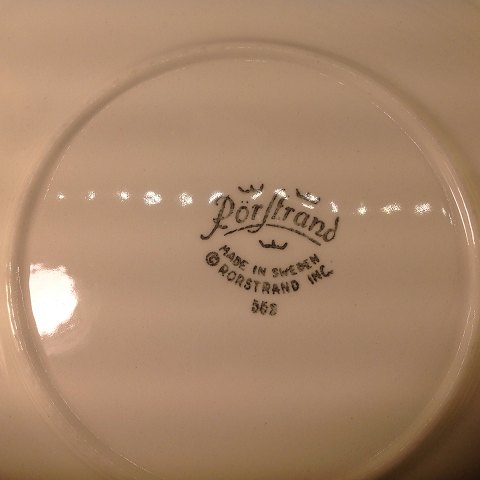 Rörstrand
MADE IN SWEDEN
© RORSTRAND INC.
562